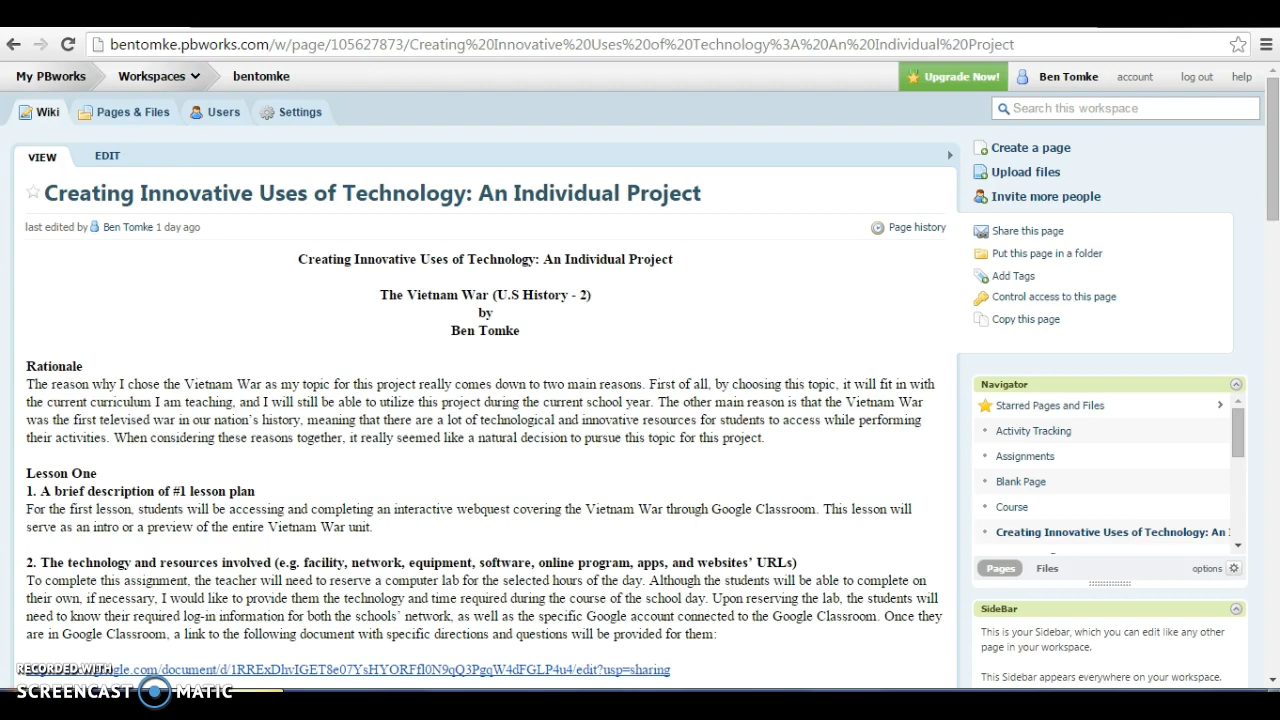 bentomke.pbworks.com/w/page/105627873/Creating%20Innovative%20Uses%20of%20Technology%3A%20An%20Individual%20Project
My PBworks Workspaces bentomke Upgrade Now! Ben Tomke account log out help
Wiki Pages & Files Users Settings Search this workspace
VIEW EDIT
Creating Innovative Uses of Technology: An Individual Project
last edited by Ben Tomke 1 day ago Page history
Creating Innovative Uses of Technology: An Individual Project
The Vietnam War (U.S History - 2)
by
Ben Tomke
Rationale
The reason why I chose the Vietnam War as my topic for this project really comes down to two main reasons. First of all, by choosing this topic, it will fit in with
the current curriculum I am teaching, and I will still be able to utilize this project during the current school year. The other main reason is that the Vietnam War
was the first televised war in our nation's history, meaning that there are a lot of technological and innovative resources for students to access while performing
their activities. When considering these reasons together, it really seemed like a natural decision to pursue this topic for this project.
Lesson One
1. A brief description of #1 lesson plan
For the first lesson, students will be accessing and completing an interactive webquest covering the Vietnam War through Google Classroom. This lesson will
serve as an intro or a preview of the entire Vietnam War unit.
2. The technology and resources involved (e.g. facility, network, equipment, software, online program, apps, and websites' URLs)
To complete this assignment, the teacher will need to reserve a computer lab for the selected hours of the day. Although the students will be able to complete on
their own, if necessary, I would like to provide them the technology and time required during the course of the school day. Upon reserving the lab, the students will
need to know their required log-in information for both the schools' network, as well as the specific Google account connected to the Google Classroom. Once they
are in Google Classroom, a link to the following document with specific directions and questions will be provided for them:
google.com/document/d/1RRExDhvIGET8e07YsHYORFfl0N9qQ3PgqW4dFGLP4u4/edit?usp=sharing
Create a page
Upload files
Invite more people
Share this page
Put this page in a folder
Add Tags
Control access to this page
Copy this page
Navigator
Starred Pages and Files
Activity Tracking
Assignments
Blank Page
Course
Creating Innovative Uses of Technology: An
Pages Files options
SideBar
This is your Sidebar, which you can edit like any other
page in your workspace.
This Sidebar appears everywhere on your workspace.
RECORDED WITH
SCREENCAST MATIC